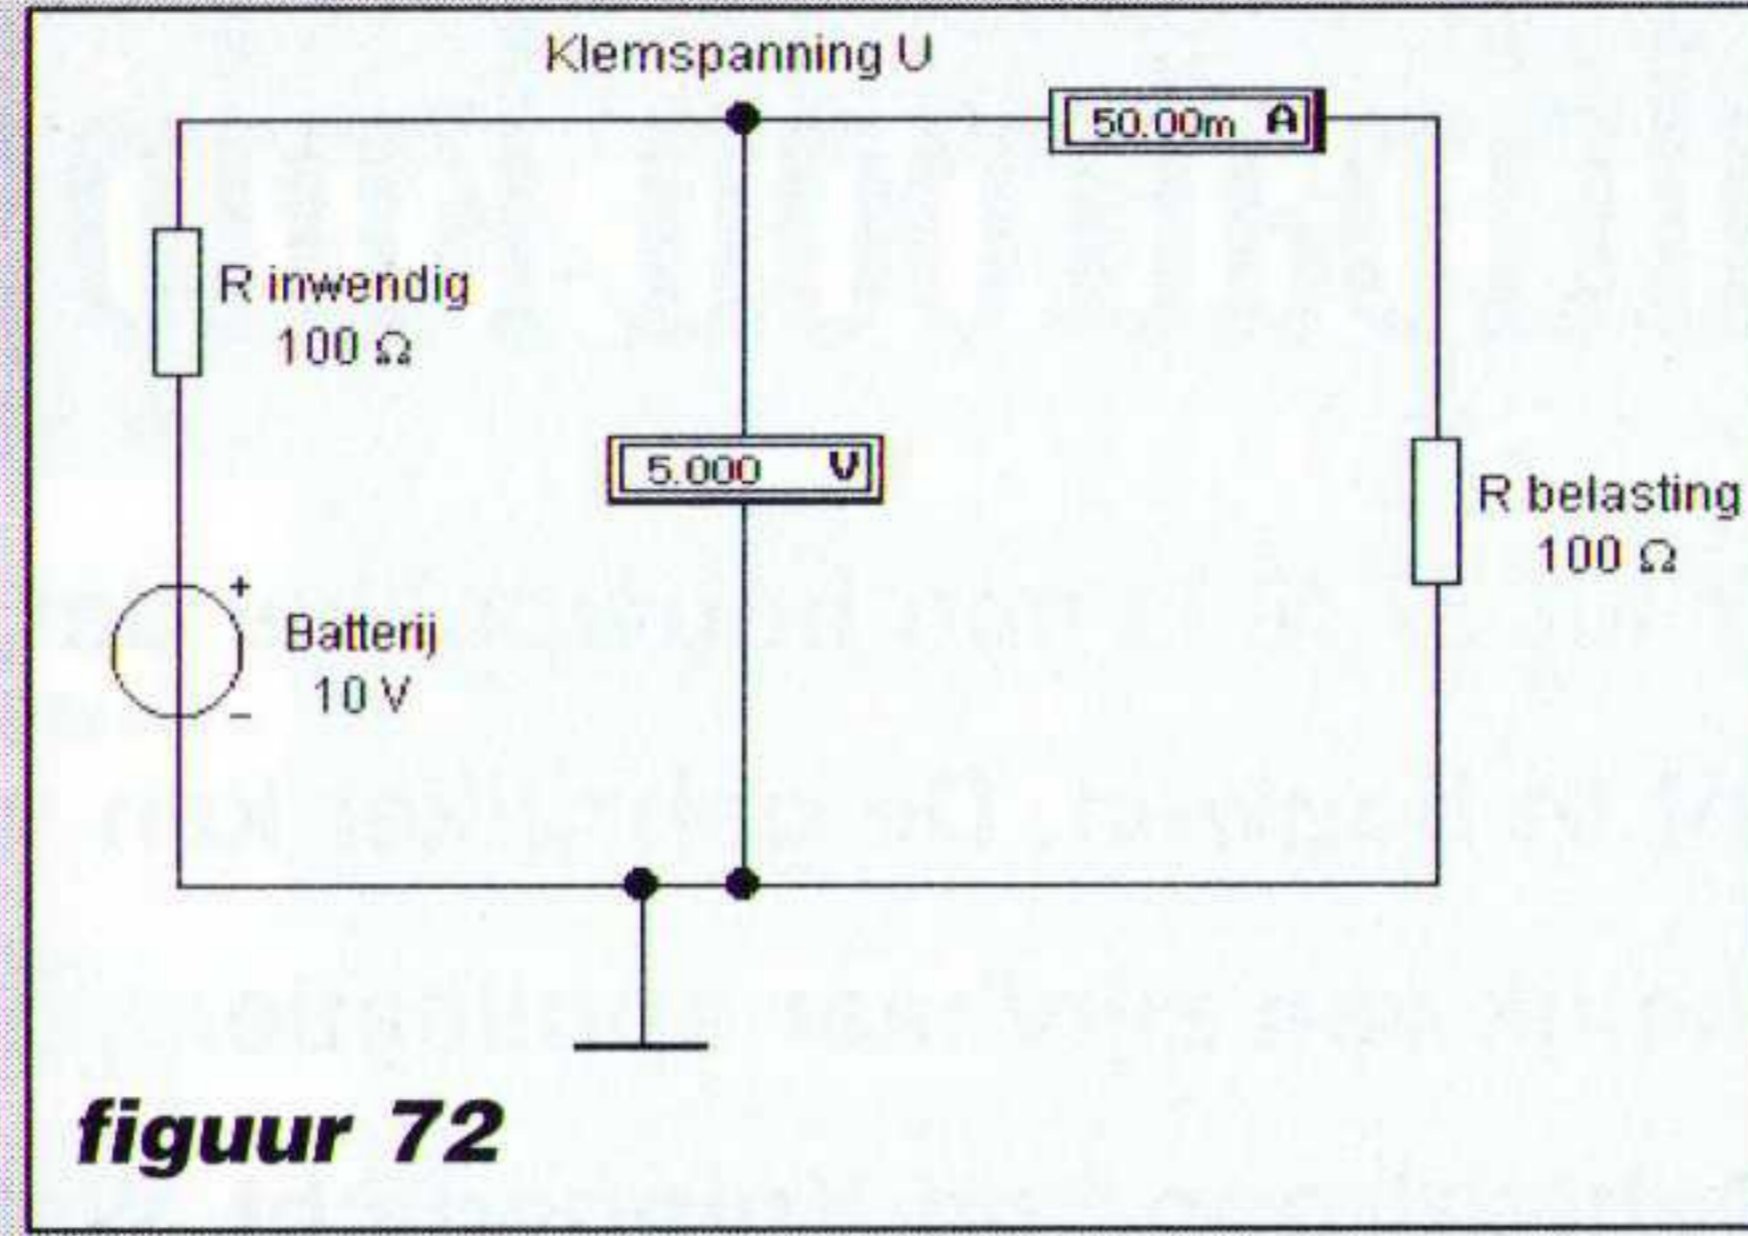 Klemspanning U
50.00m A
R inwendig
100 Ω
5.000 V
R belasting
100 Ω
+
Batterij
10 V
−
figuur 72